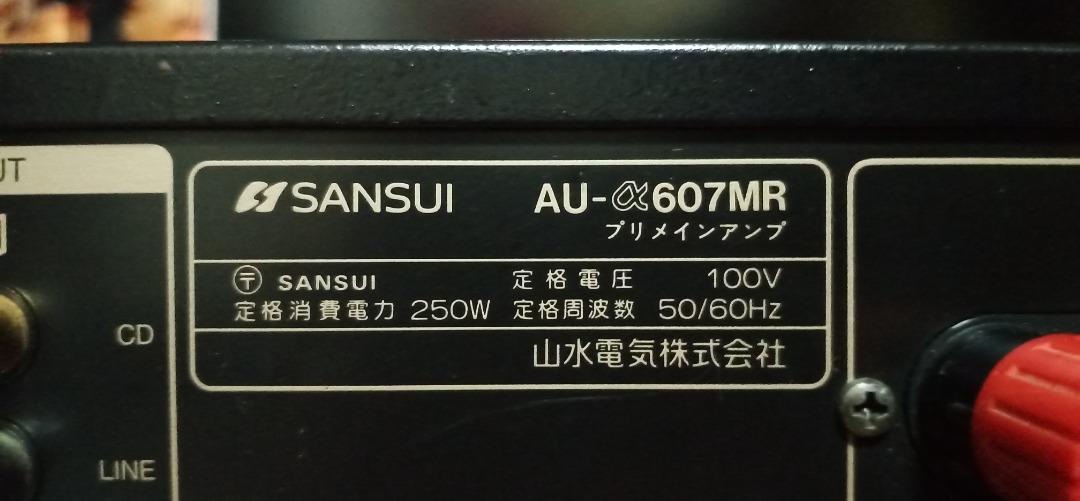 SANSUI AU-α607MR
プリメインアンプ
〒 SANSUI 定格電圧 100V
定格消費電力 250W 定格周波数 50/60Hz
山水電気株式会社
CD
LINE